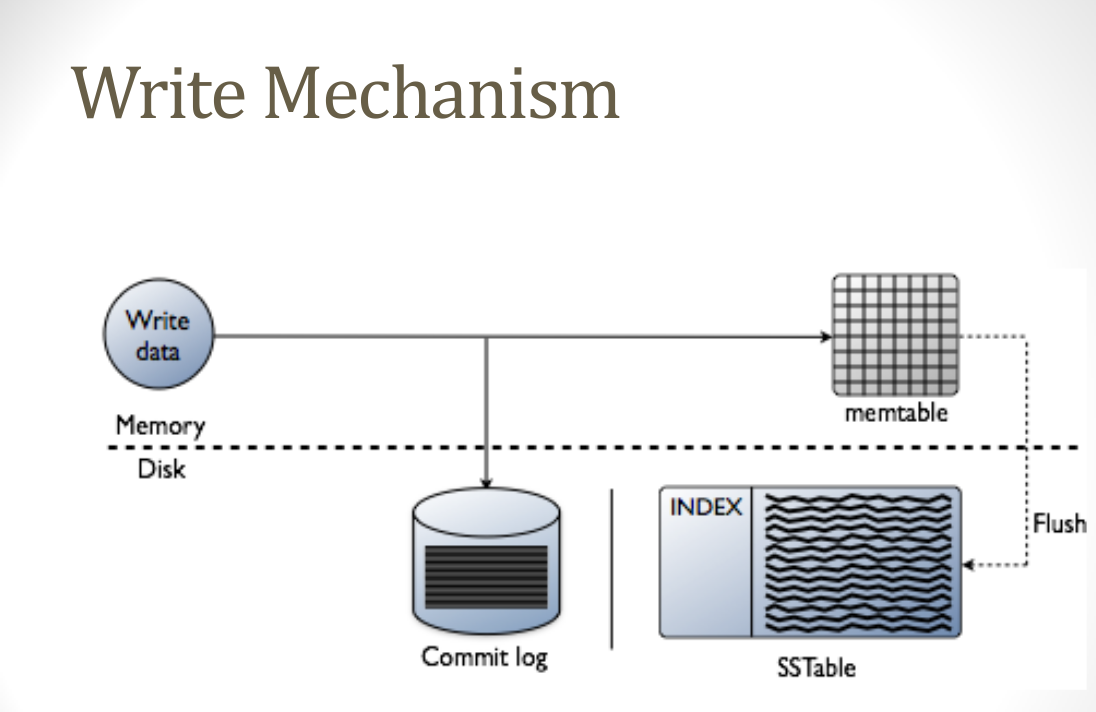 Write Mechanism
Write
data
memtable
Memory
Disk
INDEX
Flush
Commit log
SSTable